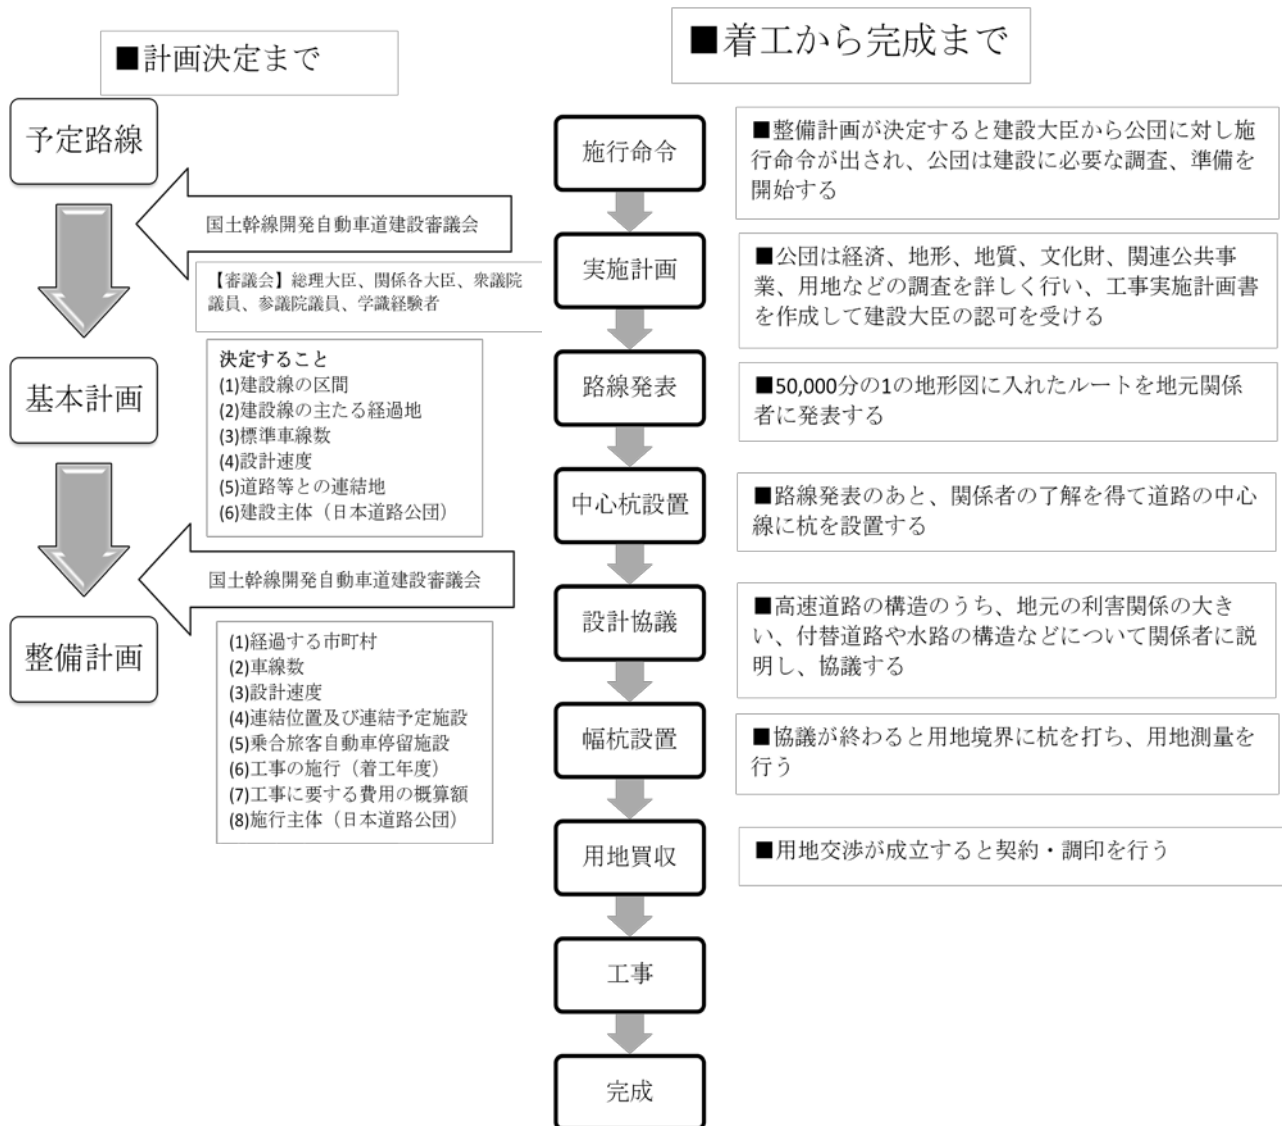 ■計画決定まで
予定路線
国土幹線開発自動車道建設審議会
【審議会】総理大臣、関係各大臣、衆議院
議員、参議院議員、学識経験者
基本計画
決定すること
(1)建設線の区間
(2)建設線の主たる経過地
(3)標準車線数
(4)設計速度
(5)道路等との連結地
(6)建設主体（日本道路公団）
国土幹線開発自動車道建設審議会
整備計画
(1)経過する市町村
(2)車線数
(3)設計速度
(4)連結位置及び連結予定施設
(5)乗合旅客自動車停留施設
(6)工事の施行（着工年度）
(7)工事に要する費用の概算額
(8)施行主体（日本道路公団）
■着工から完成まで
施行命令
■整備計画が決定すると建設大臣から公団に対し施
行命令が出され、公団は建設に必要な調査、準備を
開始する
実施計画
■公団は経済、地形、地質、文化財、関連公共事
業、用地などの調査を詳しく行い、工事実施計画書
を作成して建設大臣の認可を受ける
路線発表
■50,000分の1の地形図に入れたルートを地元関係
者に発表する
中心杭設置
■路線発表のあと、関係者の了解を得て道路の中心
線に杭を設置する
設計協議
■高速道路の構造のうち、地元の利害関係の大き
い、付替道路や水路の構造などについて関係者に説
明し、協議する
幅杭設置
■協議が終わると用地境界に杭を打ち、用地測量を
行う
用地買収
■用地交渉が成立すると契約・調印を行う
工事
完成